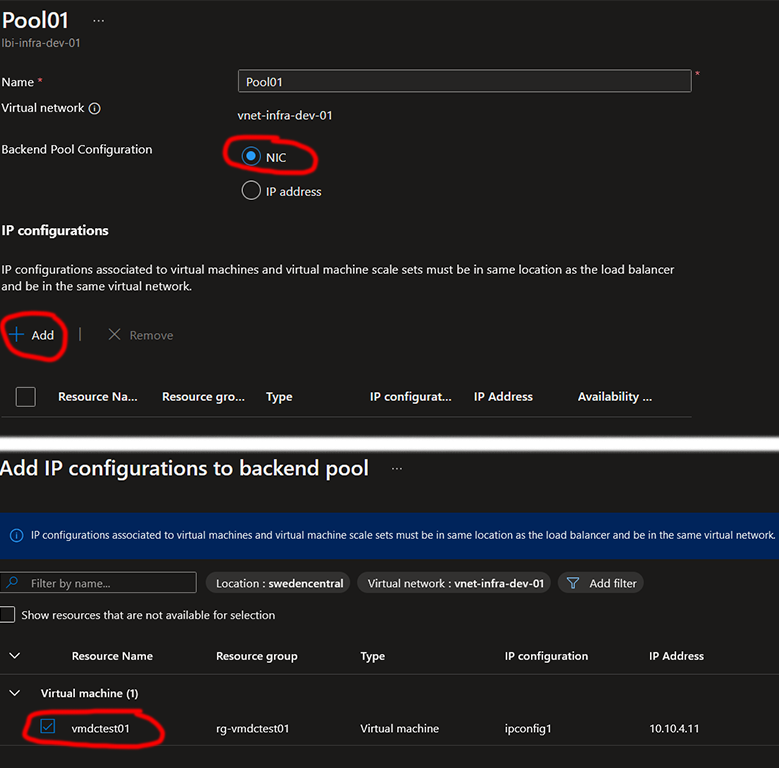 Pool01 ...
lbi-infra-dev-01
Name * Pool01 *
Virtual network vnet-infra-dev-01
Backend Pool Configuration NIC
IP address
IP configurations
IP configurations associated to virtual machines and virtual machine scale sets must be in same location as the load balancer
and be in the same virtual network.
+ Add | Remove
Resource Na... Resource gro... Type IP configurat... IP Address Availability ...
Add IP configurations to backend pool ...
IP configurations associated to virtual machines and virtual machine scale sets must be in same location as the load balancer and be in the same virtual network.
Filter by name... Location : swedencentral Virtual network : vnet-infra-dev-01 Add filter
Show resources that are not available for selection
Resource Name Resource group Type IP configuration IP Address
Virtual machine (1)
vmdctest01 rg-vmdctest01 Virtual machine ipconfig1 10.10.4.11